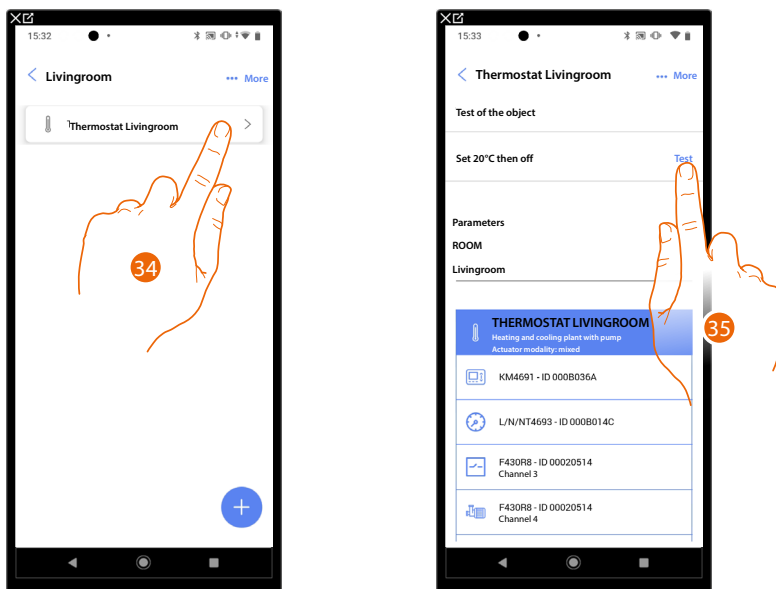 15:32
Livingroom
••• More
Thermostat Livingroom
34
15:33
Thermostat Livingroom
••• More
Test of the object
Set 20°C then off
Test
Parameters
ROOM
Livingroom
THERMOSTAT LIVINGROOM
Heating and cooling plant with pump
Actuator modality: mixed
KM4691 - ID 000B036A
L/N/NT4693 - ID 000B014C
F430R8 - ID 00020514
Channel 3
F430R8 - ID 00020514
Channel 4
35